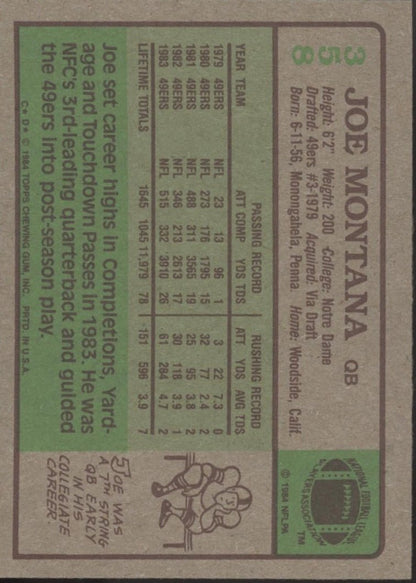 358
JOE MONTANA QB
Height: 6'2" Weight: 200 College: Notre Dame
Drafted: 49ers #3-1979 Acquired: Via Draft
Born: 6-11-56, Monongahela, Penna. Home: Woodside, Calif.
NATIONAL FOOTBALL LEAGUE
PLAYERS ASSOCIATION
TM
© 1984 NFLPA
PASSING RECORD RUSHING RECORD
YEAR TEAM ATT COMP YDS TDS ATT YDS AVG TDS
1979 49ERS NFL 23 13 96 1 3 22 7.3 0
1980 49ERS NFL 273 176 1795 15 32 77 2.4 2
1981 49ERS NFL 488 311 3565 19 25 95 3.8 2
1982 49ERS NFL 346 213 2613 17 30 118 3.9 1
1983 49ERS NFL 515 332 3910 26 61 284 4.7 2
LIFETIME TOTALS 1645 1045 11,979 78 151 596 3.9 7
Joe set career highs in Completions, Yard-
age and Touchdown Passes in 1983. He was
NFC's 3rd-leading quarterback and guided
the 49ers into post-season play.
JOE WAS
A 7TH STRING
QB EARLY
IN HIS
COLLEGIATE
CAREER
C★D★ © 1984 TOPPS CHEWING GUM, INC. PRTD. IN U.S.A.